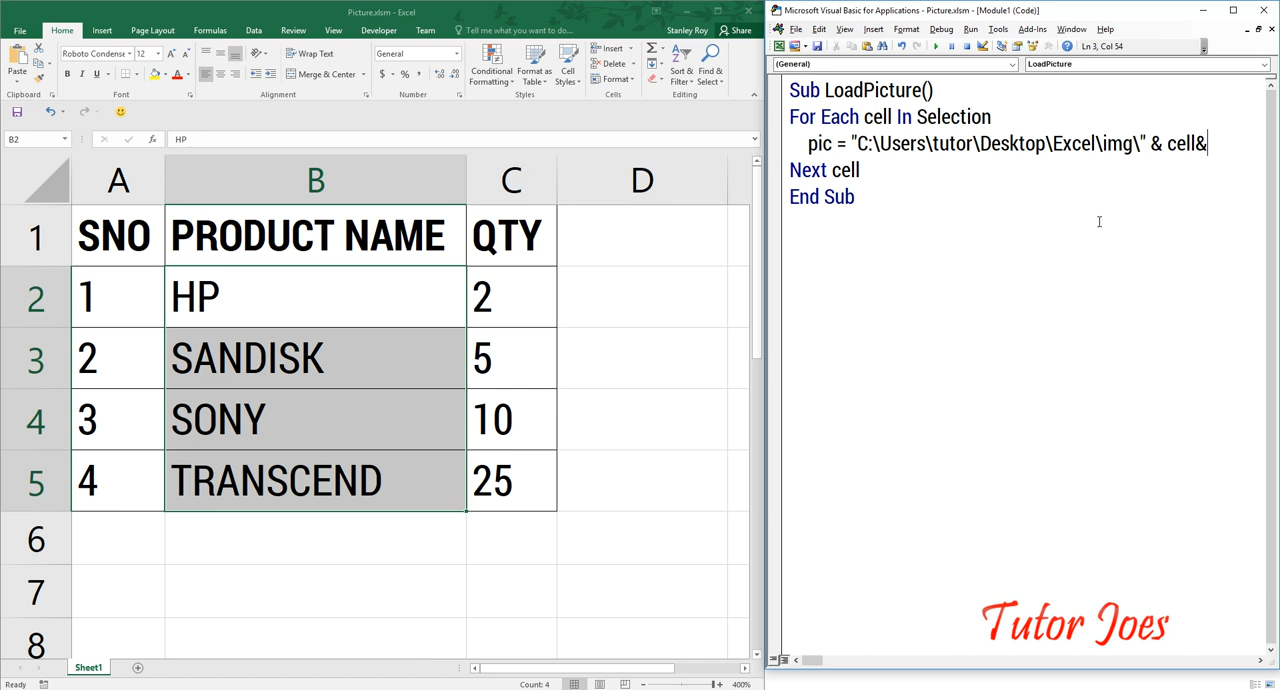 Picture.xlsm - Excel
File Home Insert Page Layout Formulas Data Review View Developer Team Tell me what you want to do... Stanley Roy Share
Paste
Roboto Condens 12
B I U
Wrap Text
Merge & Center
General
Conditional Formatting
Format as Table
Cell Styles
Insert
Delete
Format
Sort & Filter
Find & Select
Clipboard Font Alignment Number Styles Cells Editing
B2 fx HP
A B C D
1 SNO PRODUCT NAME QTY
2 1 HP 2
3 2 SANDISK 5
4 3 SONY 10
5 4 TRANSCEND 25
6
7
8
Sheet1
Ready Count: 4 400%
Microsoft Visual Basic for Applications - Picture.xlsm - [Module1 (Code)]
File Edit View Insert Format Debug Run Tools Add-Ins Window Help
Ln 3, Col 54
(General) LoadPicture
Sub LoadPicture()
For Each cell In Selection
pic = "C:\Users\tutor\Desktop\Excel\img\" & cell&
Next cell
End Sub
Tutor Joes